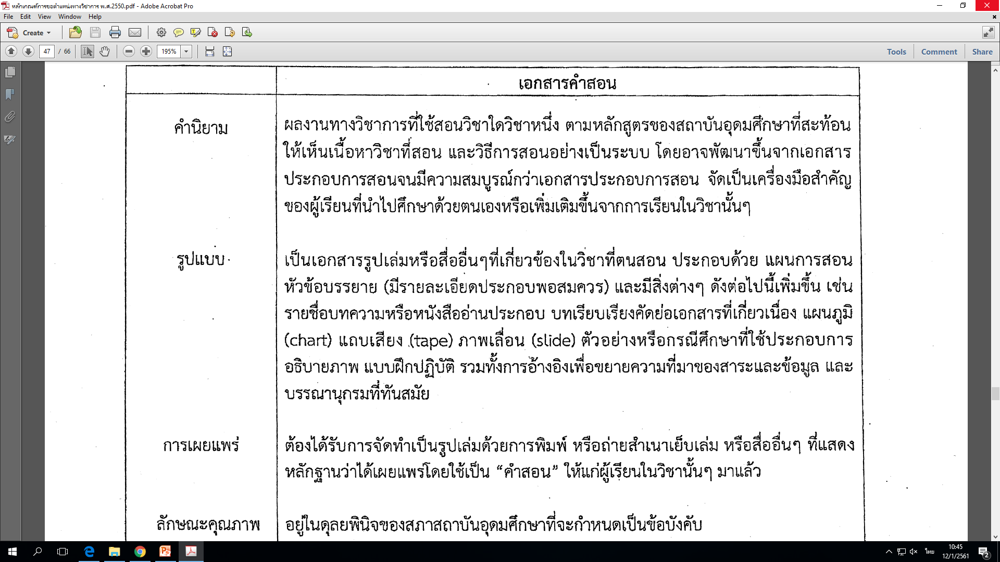 หลักเกณฑ์การขอตำแหน่งทางวิชาการ พ.ศ.2550.pdf - Adobe Acrobat Pro
File Edit View Window Help
Create
47 / 66 195% Tools Comment Share
เอกสารคำสอน
คำนิยาม
ผลงานทางวิชาการที่ใช้สอนวิชาใดวิชาหนึ่ง ตามหลักสูตรของสถาบันอุดมศึกษาที่สะท้อน
ให้เห็นเนื้อหาวิชาที่สอน และวิธีการสอนอย่างเป็นระบบ โดยอาจพัฒนาขึ้นจากเอกสาร
ประกอบการสอนจนมีความสมบูรณ์กว่าเอกสารประกอบการสอน จัดเป็นเครื่องมือสำคัญ
ของผู้เรียนที่นำไปศึกษาด้วยตนเองหรือเพิ่มเติมขึ้นจากการเรียนในวิชานั้นๆ
รูปแบบ
เป็นเอกสารรูปเล่มหรือสื่ออื่นๆที่เกี่ยวข้องในวิชาที่ตนสอน ประกอบด้วย แผนการสอน
หัวข้อบรรยาย (มีรายละเอียดประกอบพอสมควร) และมีสิ่งต่างๆ ดังต่อไปนี้เพิ่มขึ้น เช่น
รายชื่อบทความหรือหนังสืออ่านประกอบ บทเรียบเรียงคัดย่อเอกสารที่เกี่ยวเนื่อง แผนภูมิ
(chart) แถบเสียง (tape) ภาพเลื่อน (slide) ตัวอย่างหรือกรณีศึกษาที่ใช้ประกอบการ
อธิบายภาพ แบบฝึกปฏิบัติ รวมทั้งการอ้างอิงเพื่อขยายความที่มาของสาระและข้อมูล และ
บรรณานุกรมที่ทันสมัย
การเผยแพร่
ต้องได้รับการจัดทำเป็นรูปเล่มด้วยการพิมพ์ หรือถ่ายสำเนาเย็บเล่ม หรือสื่ออื่นๆ ที่แสดง
หลักฐานว่าได้เผยแพร่โดยใช้เป็น “คำสอน” ให้แก่ผู้เรียนในวิชานั้นๆ มาแล้ว
ลักษณะคุณภาพ
อยู่ในดุลยพินิจของสภาสถาบันอุดมศึกษาที่จะกำหนดเป็นข้อบังคับ
ไทย
10:45
12/1/2561
2